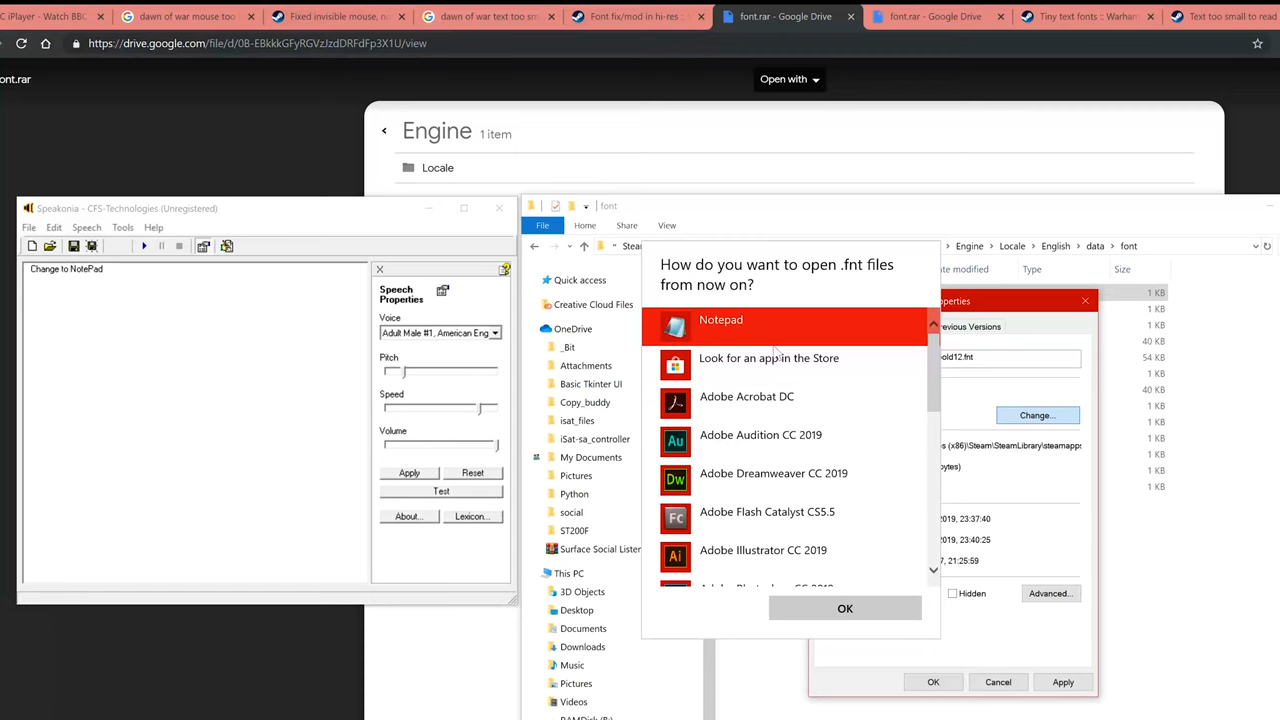 C iPlayer - Watch BBC
dawn of war mouse too
Fixed invisible mouse, nu
dawn of war text too sm
Font fix/mod in hi-res ::
font.rar - Google Drive
font.rar - Google Drive
Tiny text fonts :: Warham
Text too small to read
https://drive.google.com/file/d/0B-EBkkkGFyRGVzJzdDRFdFp3X1U/view
ont.rar
Open with
Engine 1 item
Locale
Speakonia - CFS-Technologies (Unregistered)
File Edit Speech Tools Help
Change to NotePad
Speech Properties
Voice
Adult Male #1, American Eng
Pitch
Speed
Volume
Apply Reset
Test
About... Lexicon...
font
File Home Share View
Steam
Engine > Locale > English > data > font
ate modified Type Size
Quick access
Creative Cloud Files
OneDrive
_Bit
Attachments
Basic Tkinter UI
Copy_buddy
isat_files
iSat-sa_controller
My Documents
Pictures
Python
social
ST200F
Surface Social Listen
This PC
3D Objects
Desktop
Documents
Downloads
Music
Pictures
Videos
RAMDisk (R:)
How do you want to open .fnt files
from now on?
Notepad
Look for an app in the Store
Adobe Acrobat DC
Adobe Audition CC 2019
Adobe Dreamweaver CC 2019
Adobe Flash Catalyst CS5.5
Adobe Illustrator CC 2019
Adobe Photoshop CC 2019
OK
operties
revious Versions
old12.fnt
Change...
es (x86)\Steam\SteamLibrary\steamapps
ytes)
2019, 23:37:40
2019, 23:40:25
7, 21:25:59
Hidden
Advanced...
OK Cancel Apply
1 KB
1 KB
1 KB
40 KB
54 KB
1 KB
40 KB
1 KB
1 KB
1 KB
1 KB
1 KB